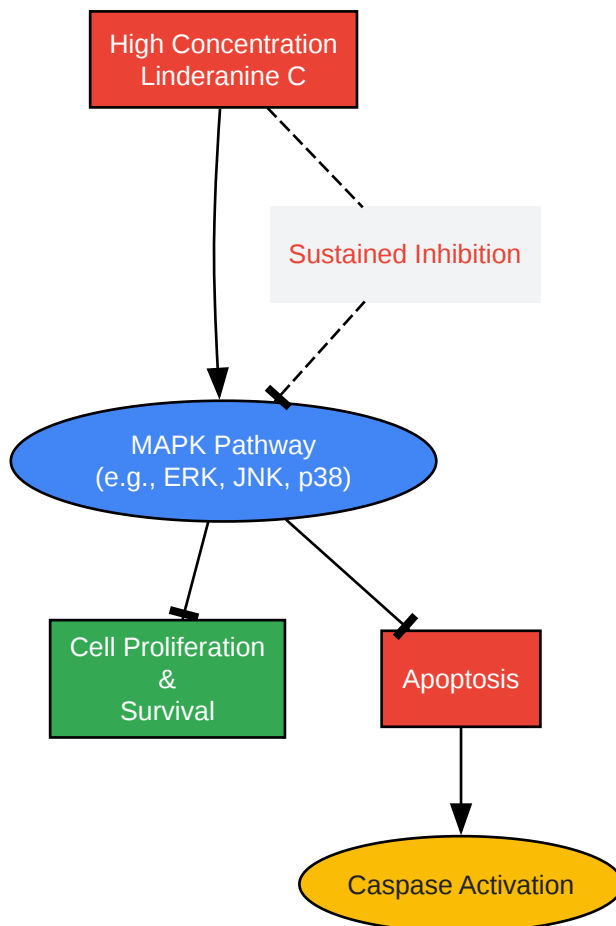 High Concentration
Linderanine C
Sustained Inhibition
MAPK Pathway
(e.g., ERK, JNK, p38)
Cell Proliferation
&
Survival
Apoptosis
Caspase Activation